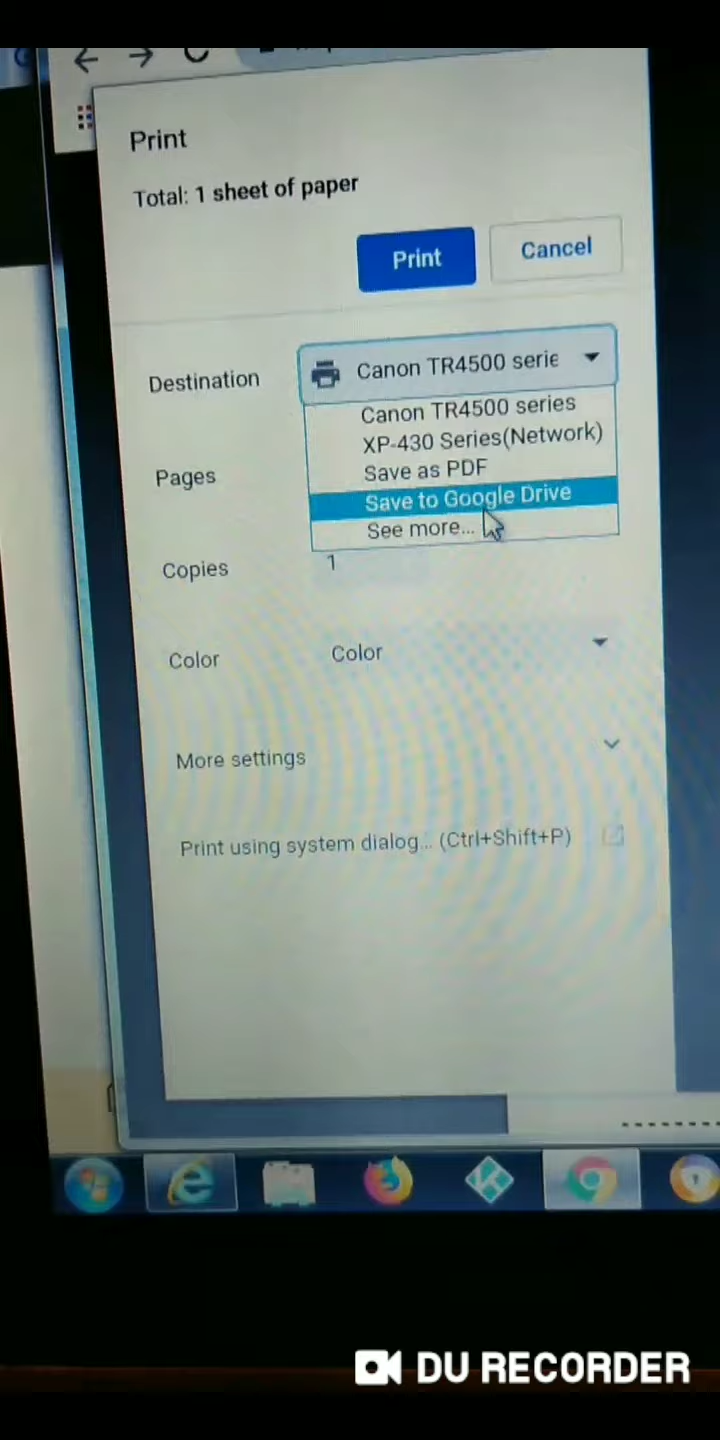 Print
Total: 1 sheet of paper
Print
Cancel
Destination
Canon TR4500 serie
Canon TR4500 series
XP-430 Series(Network)
Pages
Save as PDF
Save to Google Drive
See more...
Copies
1
Color
Color
More settings
Print using system dialog... (Ctrl+Shift+P)
DU RECORDER